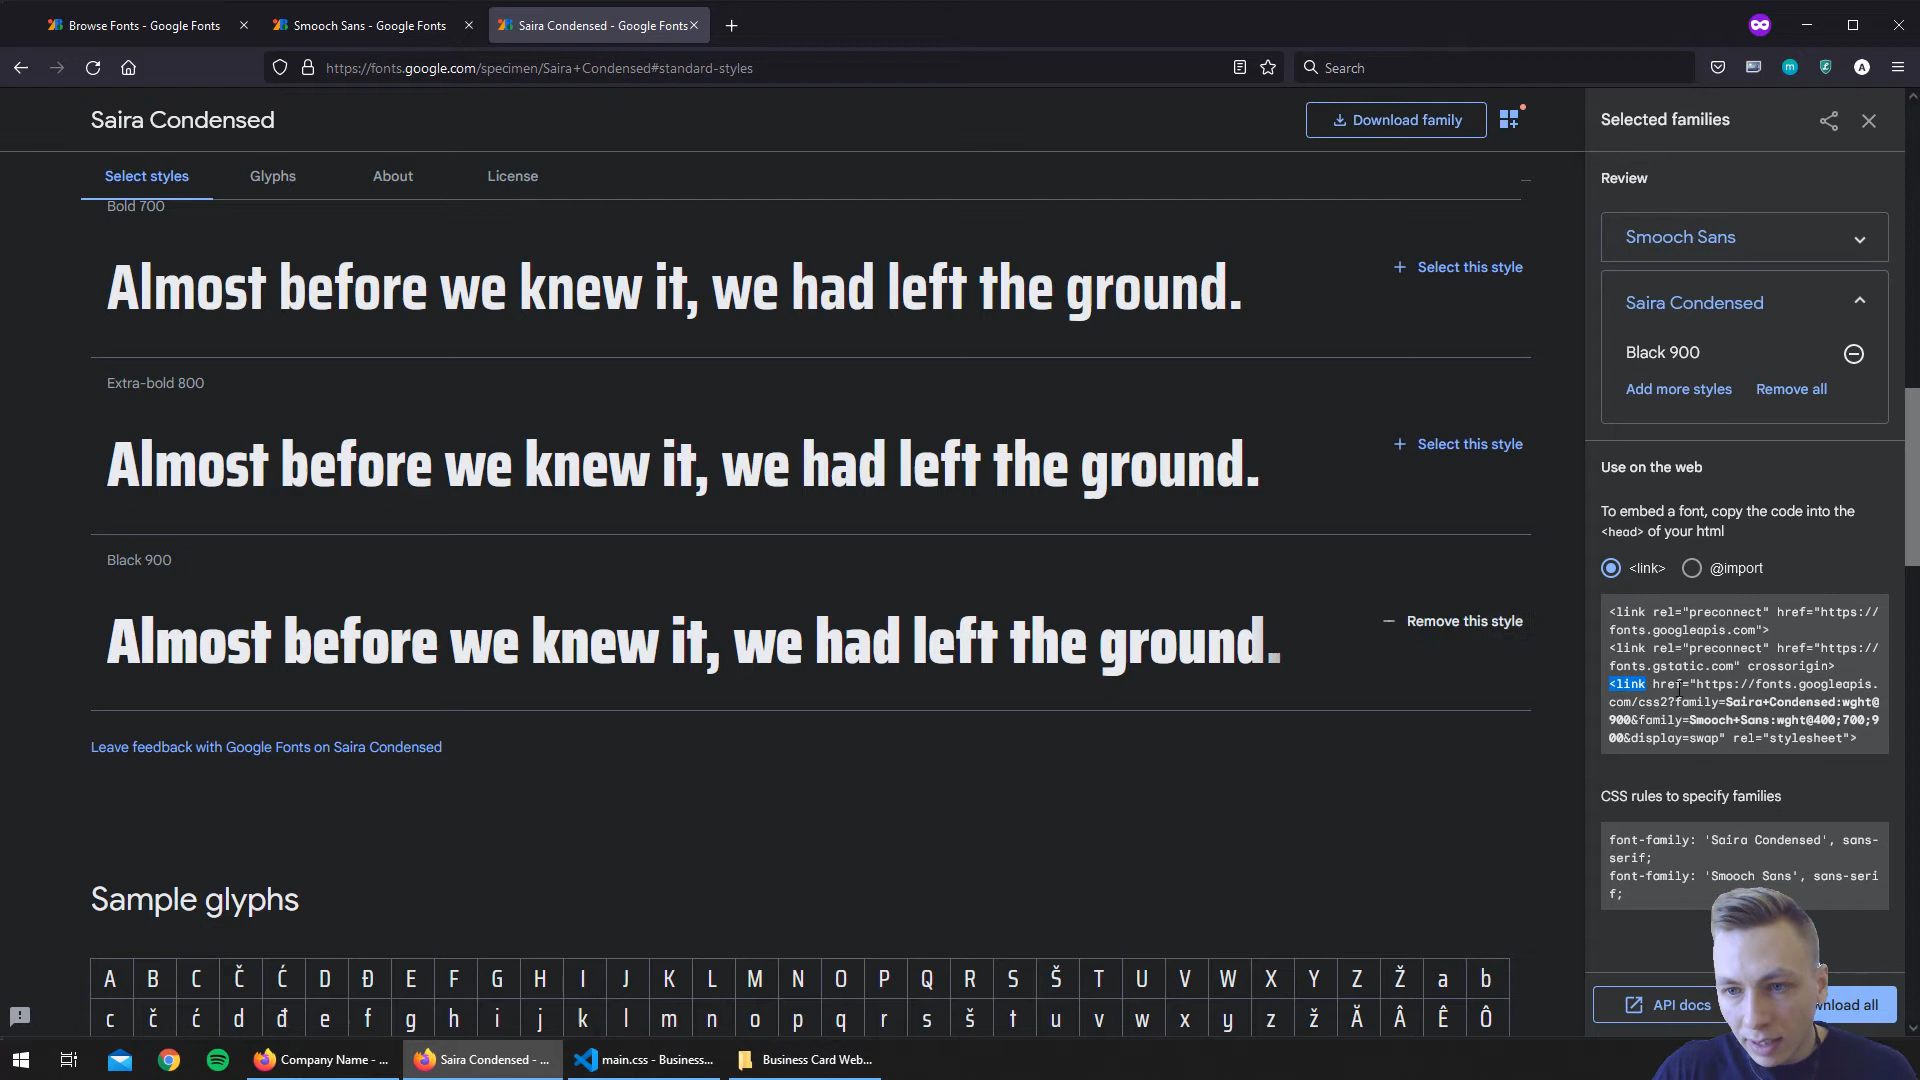 Browse Fonts - Google Fonts
Smooch Sans - Google Fonts
Saira Condensed - Google Fonts
https://fonts.google.com/specimen/Saira+Condensed#standard-styles
Search
m
A
Saira Condensed
Download family
Selected families
Select styles
Glyphs
About
License
Review
Bold 700
Smooch Sans
Almost before we knew it, we had left the ground.
Select this style
Saira Condensed
Black 900
Add more styles
Remove all
Extra-bold 800
Almost before we knew it, we had left the ground.
Select this style
Use on the web
To embed a font, copy the code into the
<head> of your html
<link>
@import
Black 900
Almost before we knew it, we had left the ground.
Remove this style
<link rel="preconnect" href="https://
fonts.googleapis.com">
<link rel="preconnect" href="https://
fonts.gstatic.com" crossorigin>
<link href="https://fonts.googleapis.
com/css2?family=Saira+Condensed:wght@
900&family=Smooch+Sans:wght@400;700;9
00&display=swap" rel="stylesheet">
Leave feedback with Google Fonts on Saira Condensed
CSS rules to specify families
font-family: 'Saira Condensed', sans-
serif;
font-family: 'Smooch Sans', sans-seri
f;
Sample glyphs
A B C Č Ć D Đ E F G H I J K L M N O P Q R S Š T U V W X Y Z Ž a b
c č ć d đ e f g h i j k l m n o p q r s š t u v w x y z ž Ă Â Ê Ô
API docs
wnload all
Company Name - ...
Saira Condensed - ...
main.css - Business...
Business Card Web...